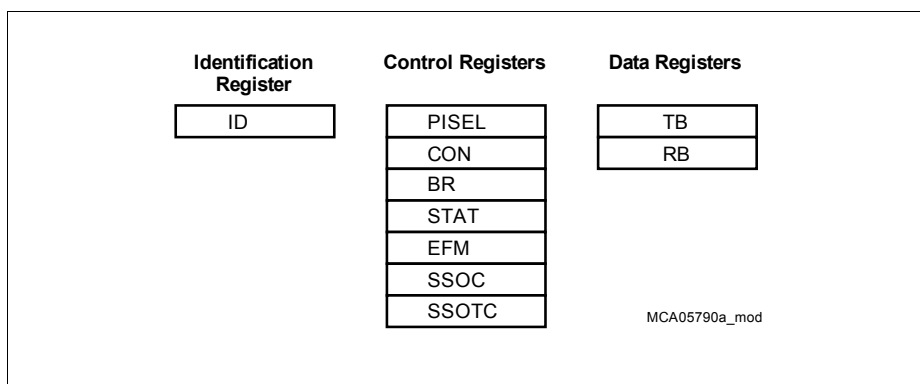 Identification
Register
ID
Control Registers
PISEL
CON
BR
STAT
EFM
SSOC
SSOTC
Data Registers
TB
RB
MCA05790a_mod